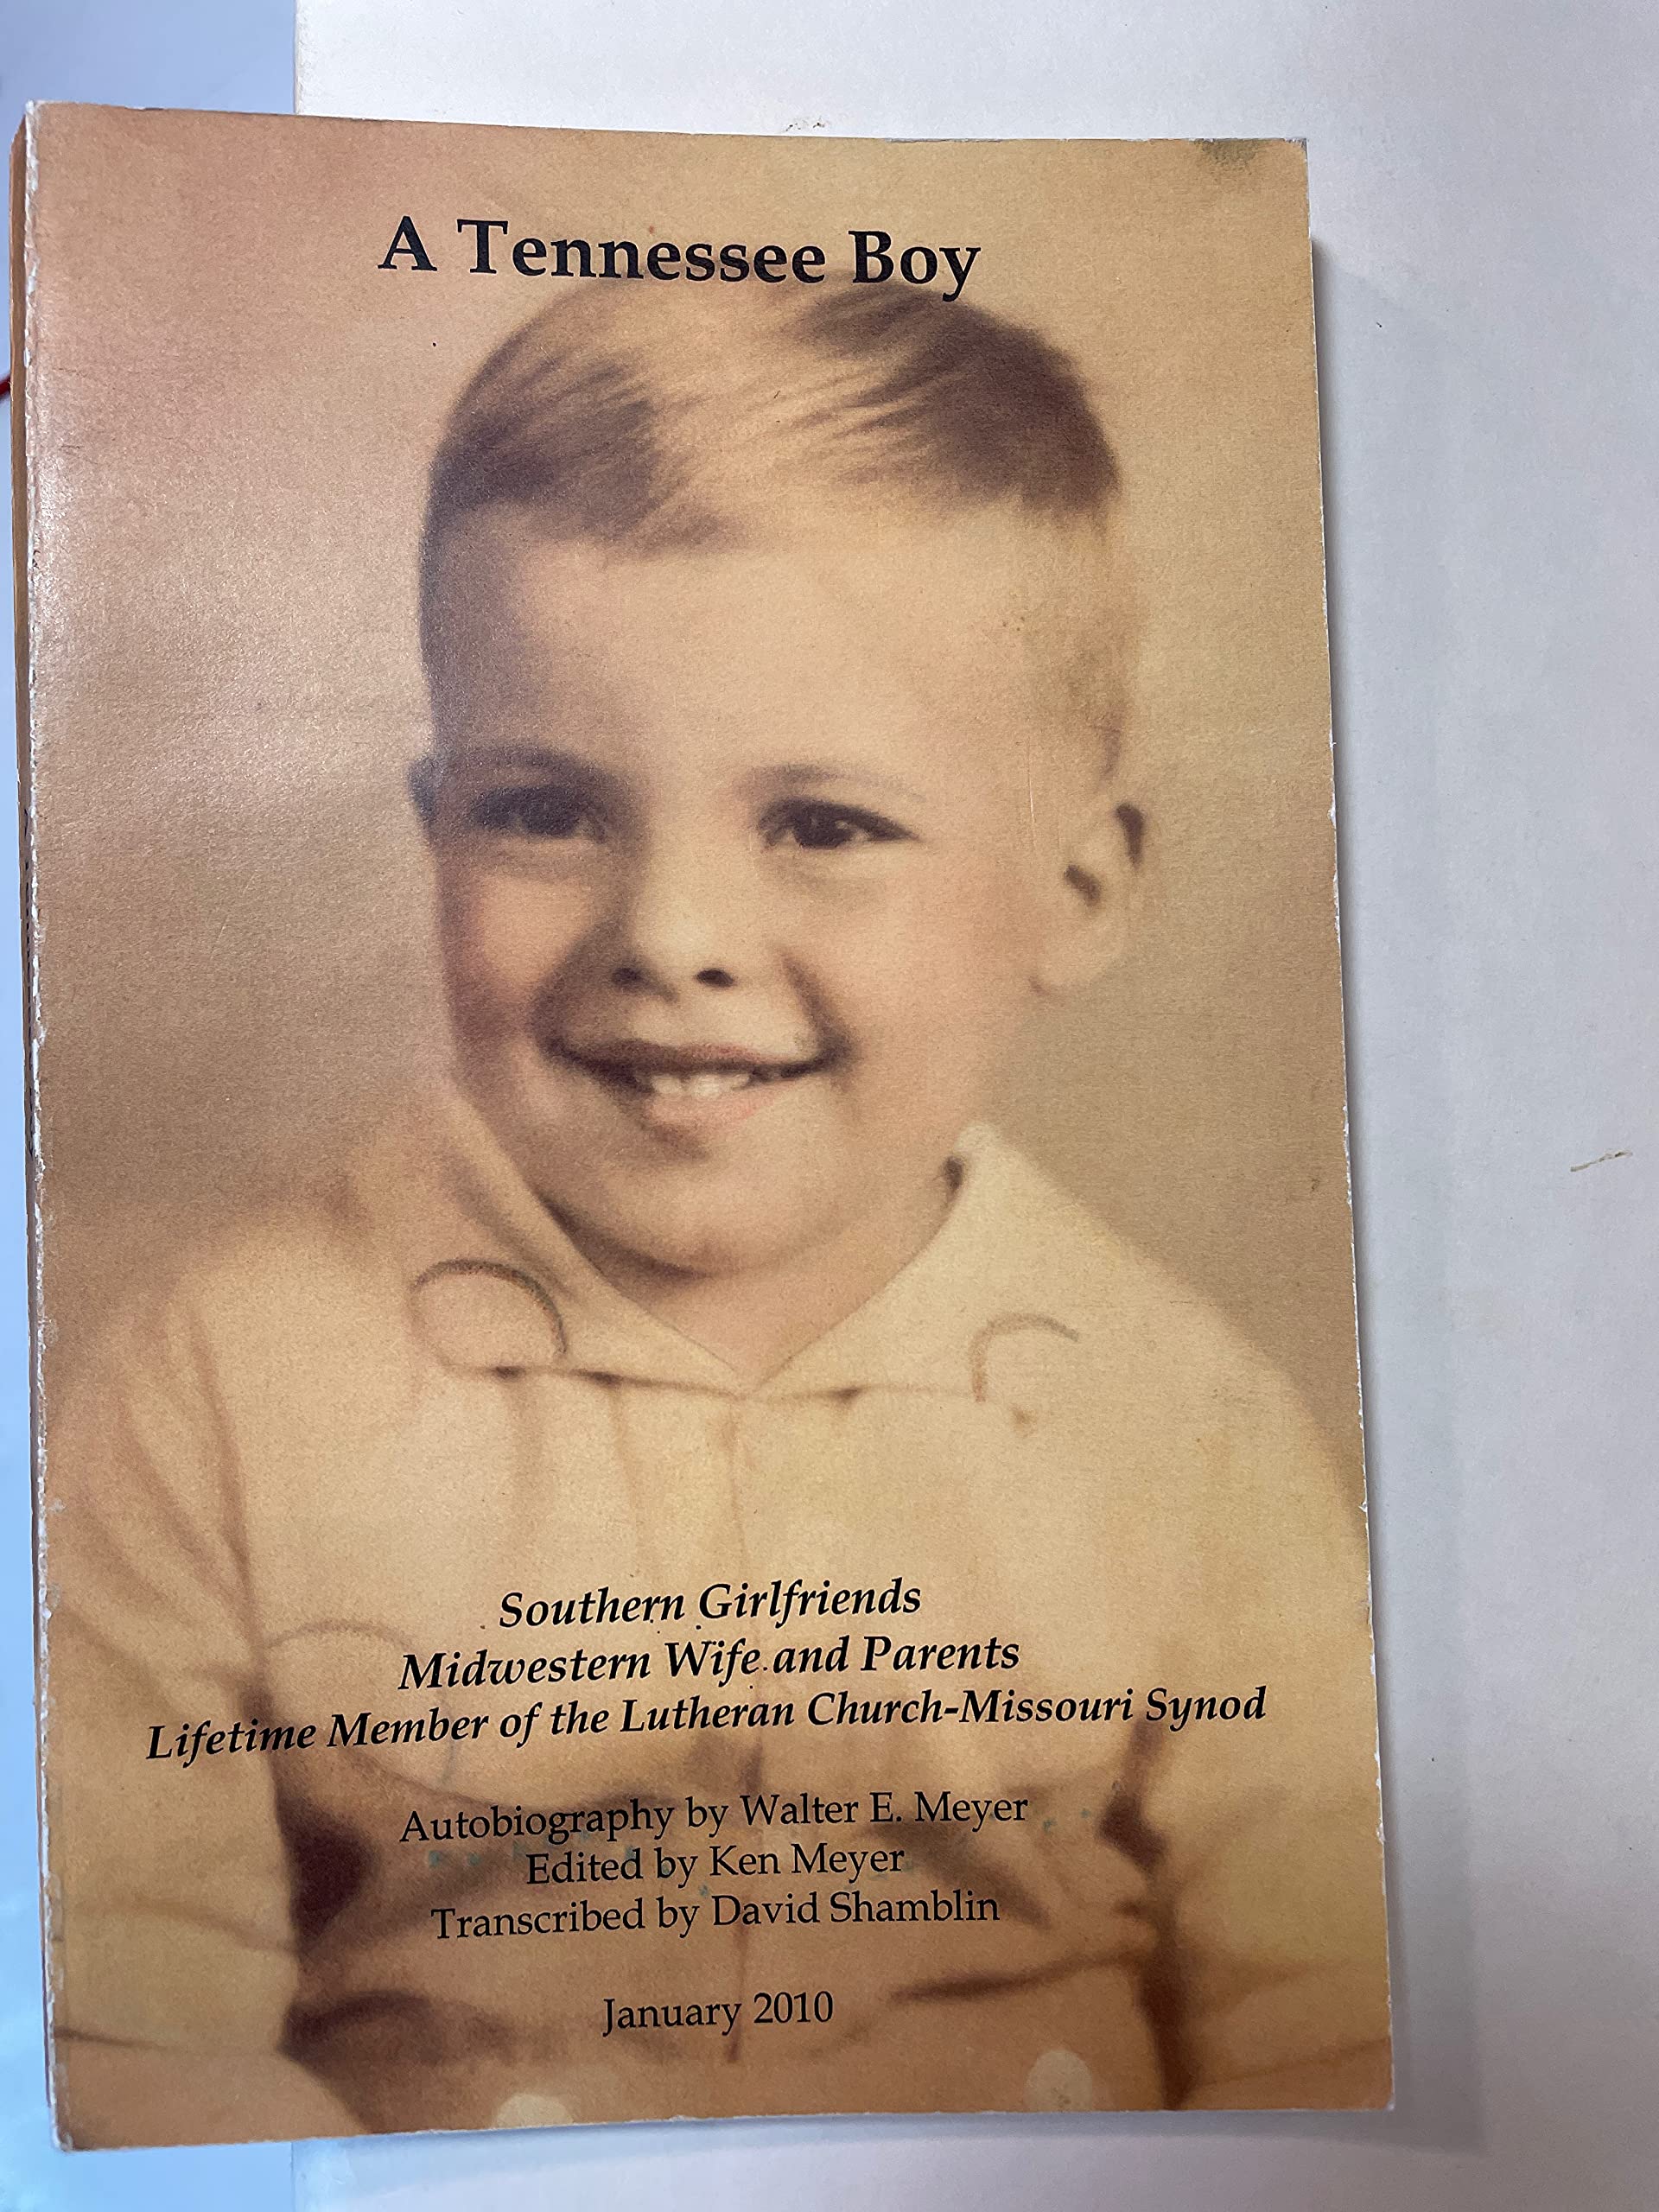 A Tennessee Boy
Southern Girlfriends
Midwestern Wife and Parents
Lifetime Member of the Lutheran Church-Missouri Synod
Autobiography by Walter E. Meyer
Edited by Ken Meyer
Transcribed by David Shamblin
January 2010